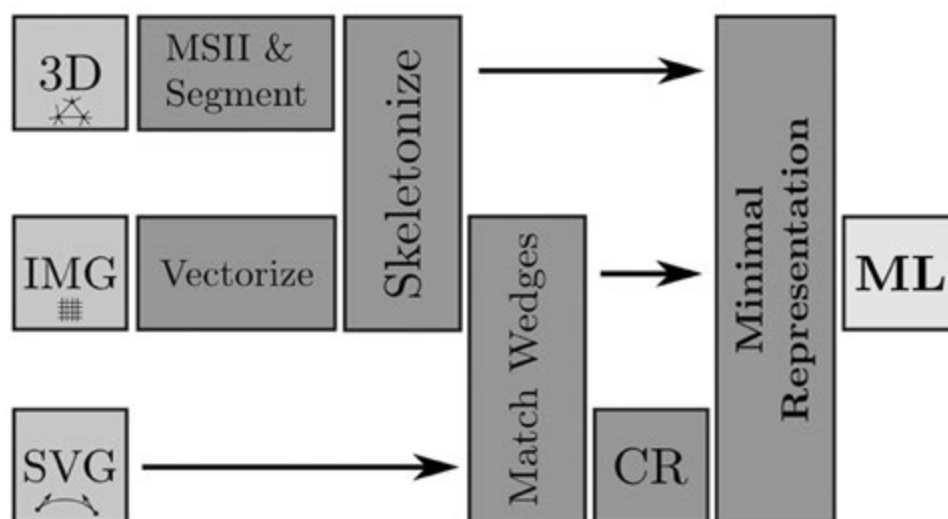 3D
MSII &
Segment
Skeletonize
IMG
Vectorize
Match Wedges
SVG
CR
Minimal
Representation
ML